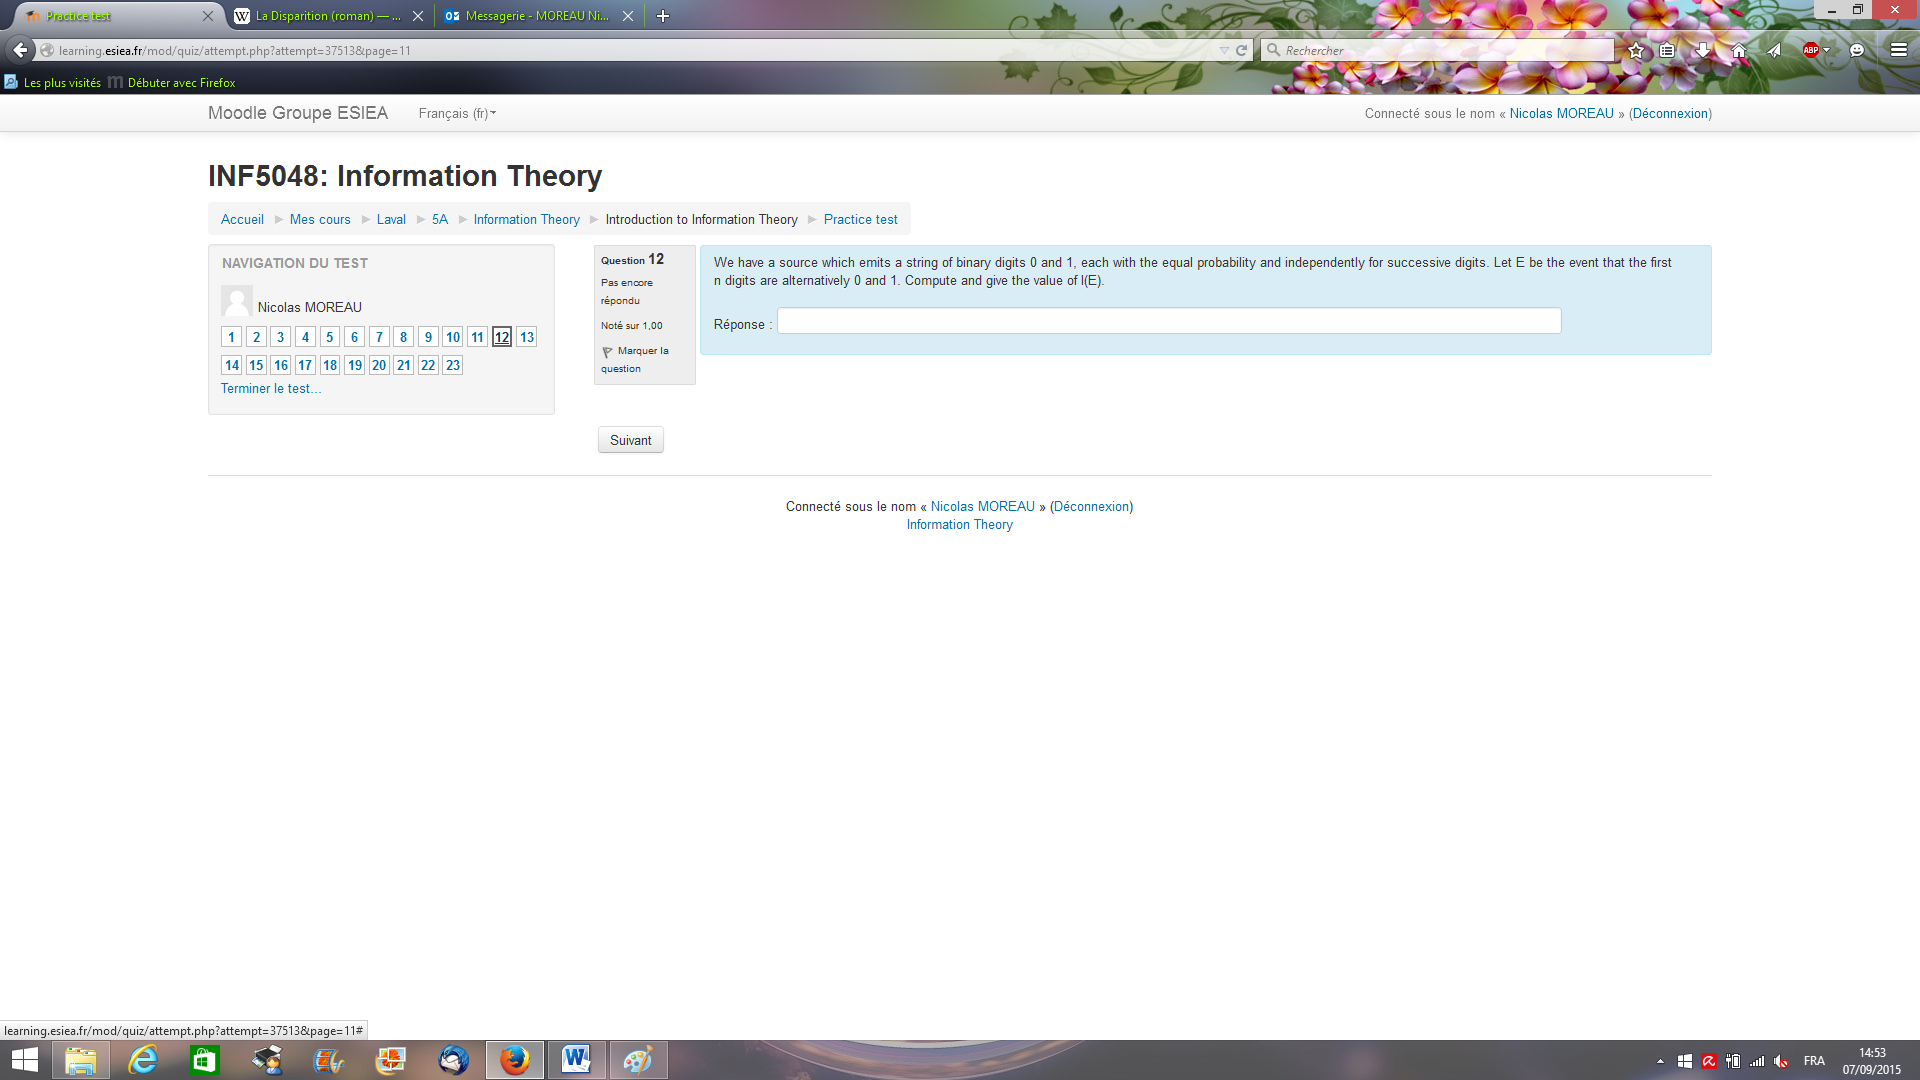 Practice test
La Disparition (roman) — ...
Messagerie - MOREAU Ni...
learning.esiea.fr/mod/quiz/attempt.php?attempt=37513&page=11
Rechercher
ABP
Les plus visités
Débuter avec Firefox
Moodle Groupe ESIEA
Français (fr)
Connecté sous le nom « Nicolas MOREAU » (Déconnexion)
INF5048: Information Theory
Accueil ► Mes cours ► Laval ► 5A ► Information Theory ► Introduction to Information Theory ► Practice test
NAVIGATION DU TEST
Nicolas MOREAU
1 2 3 4 5 6 7 8 9 10 11 12 13
14 15 16 17 18 19 20 21 22 23
Terminer le test...
Question 12
Pas encore
répondu
Noté sur 1,00
Marquer la
question
We have a source which emits a string of binary digits 0 and 1, each with the equal probability and independently for successive digits. Let E be the event that the first
n digits are alternatively 0 and 1. Compute and give the value of I(E).
Réponse :
Suivant
Connecté sous le nom « Nicolas MOREAU » (Déconnexion)
Information Theory
learning.esiea.fr/mod/quiz/attempt.php?attempt=37513&page=11#
FRA
14:53
07/09/2015